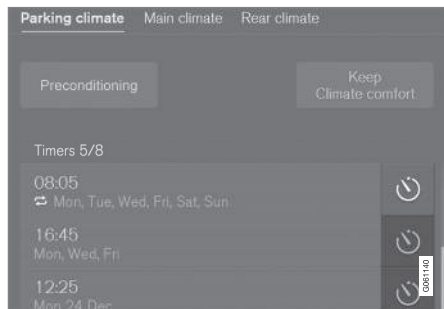 Parking climate Main climate Rear climate
Preconditioning
Keep
Climate comfort
Timers 5/8
08:05
Mon, Tue, Wed, Fri, Sat, Sun
16:45
Mon, Wed, Fri
12:25
Mon 24 Dec
G061140